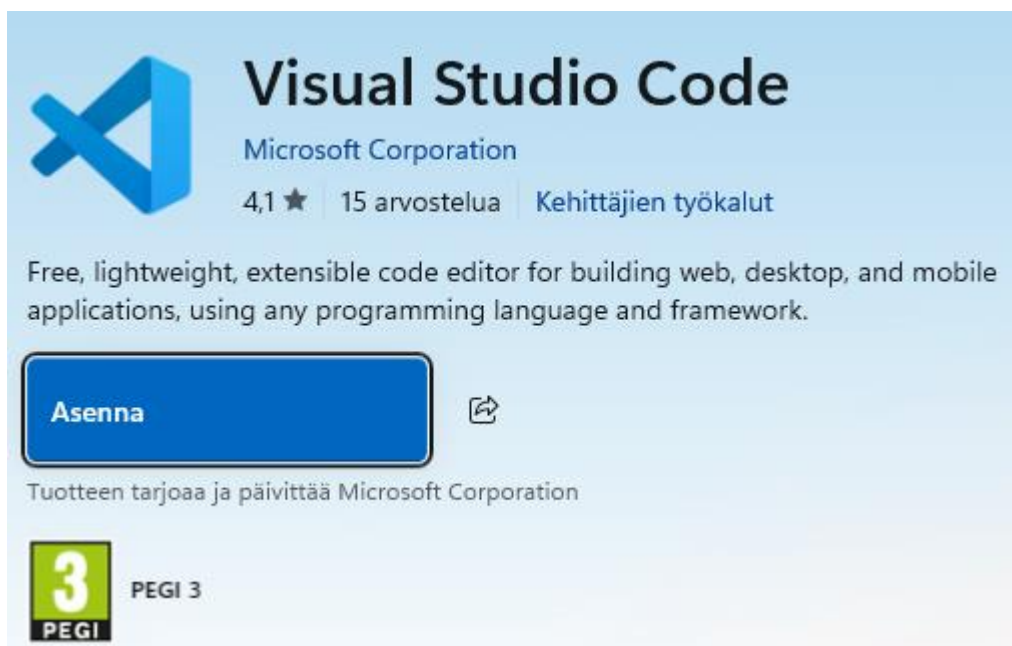 Visual Studio Code
Microsoft Corporation
4,1 ★ 15 arvostelua Kehittäjien työkalut
Free, lightweight, extensible code editor for building web, desktop, and mobile
applications, using any programming language and framework.
Asenna
Tuotteen tarjoaa ja päivittää Microsoft Corporation
3
PEGI
PEGI 3